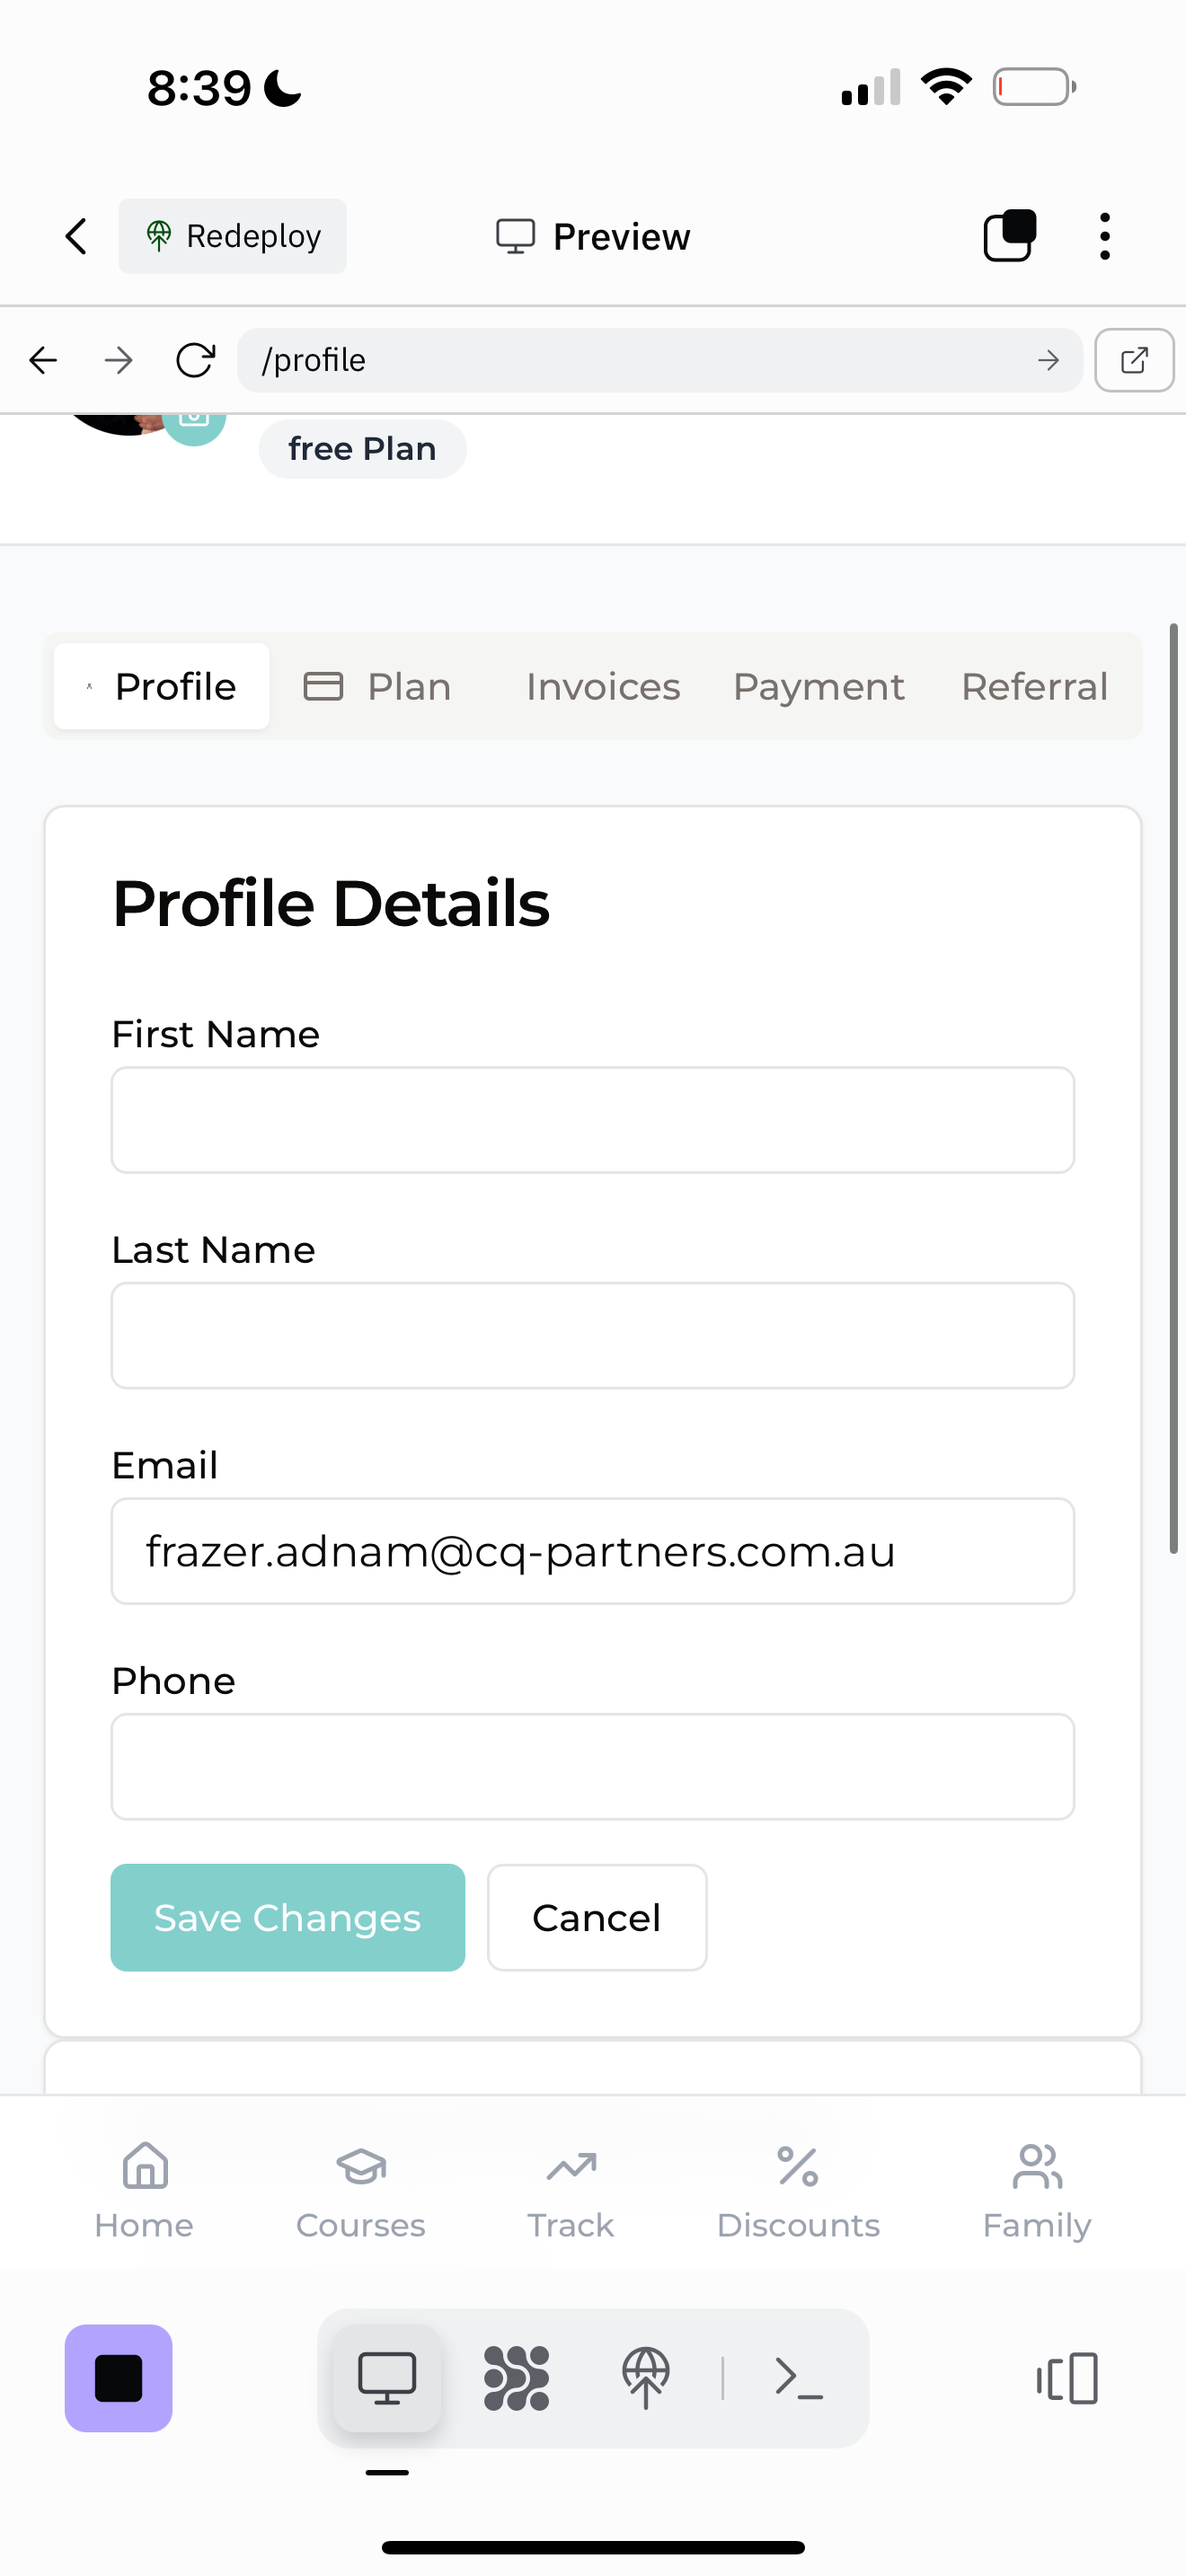 8:39
Redeploy
Preview
/profile
free Plan
Profile
Plan
Invoices
Payment
Referral
Profile Details
First Name
Last Name
Email
frazer.adnam@cq-partners.com.au
Phone
Save Changes
Cancel
Home
Courses
Track
Discounts
Family